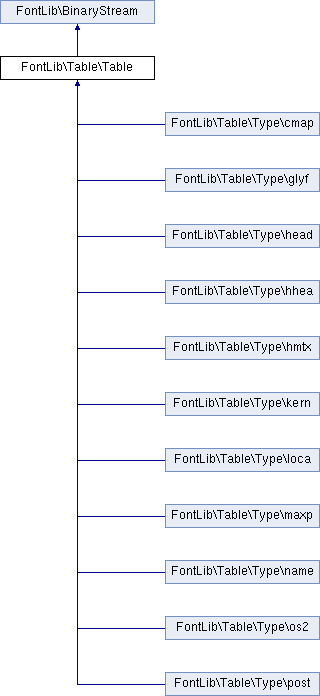 FontLib\BinaryStream
FontLib\Table\Table
FontLib\Table\Type\cmap
FontLib\Table\Type\glyf
FontLib\Table\Type\head
FontLib\Table\Type\hhea
FontLib\Table\Type\hmtx
FontLib\Table\Type\kern
FontLib\Table\Type\loca
FontLib\Table\Type\maxp
FontLib\Table\Type\name
FontLib\Table\Type\os2
FontLib\Table\Type\post